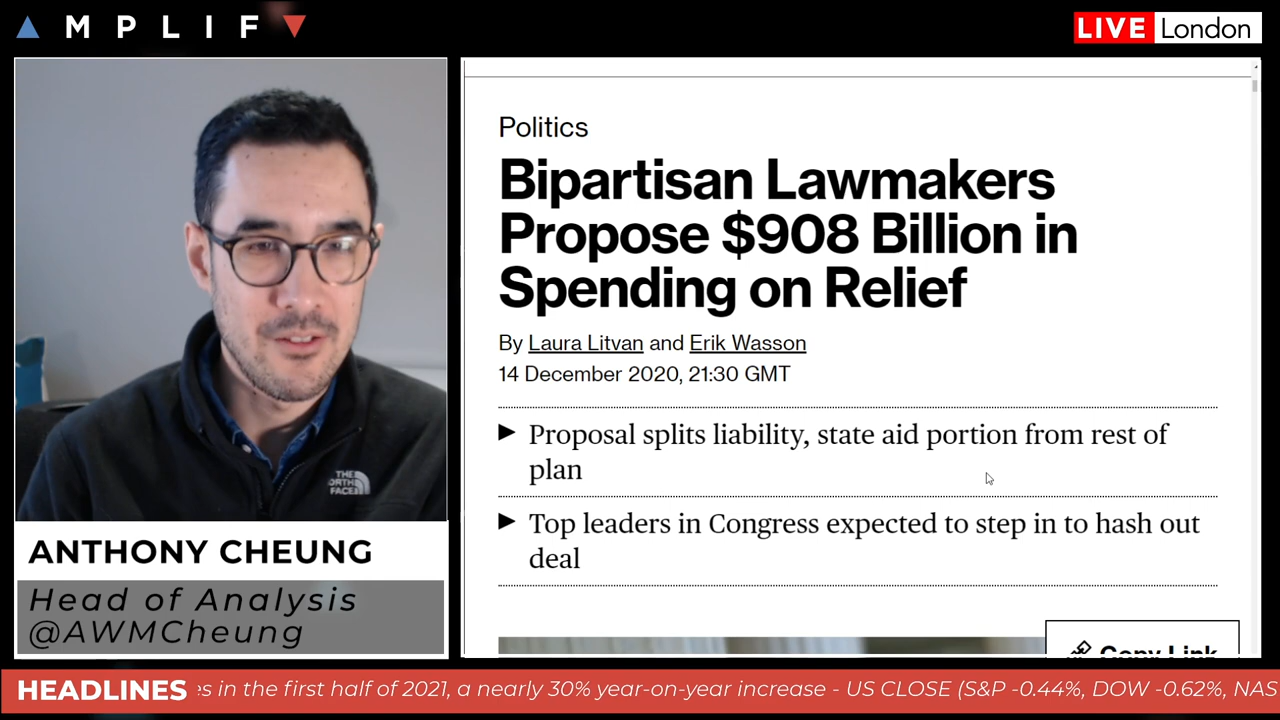 AMPLIFY
LIVE London
Politics
Bipartisan Lawmakers
Propose $908 Billion in
Spending on Relief
By Laura Litvan and Erik Wasson
14 December 2020, 21:30 GMT
▶ Proposal splits liability, state aid portion from rest of
plan
▶ Top leaders in Congress expected to step in to hash out
deal
Copy Link
THE
NORTH
FACE
ANTHONY CHEUNG
Head of Analysis
@AWMCheung
HEADLINES in the first half of 2021, a nearly 30% year-on-year increase - US CLOSE (S&P -0.44%, DOW -0.62%, NAS